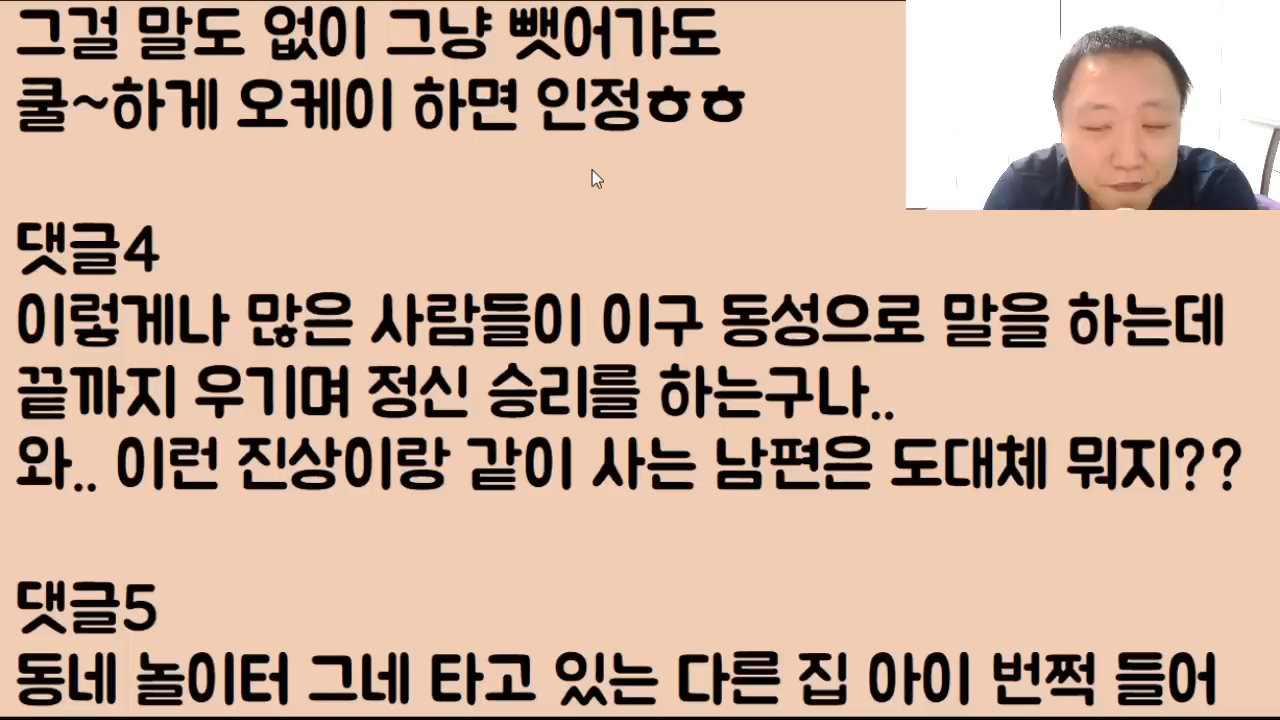 그걸 말도 없이 그냥 뺏어가도
쿨~하게 오케이 하면 인정ㅎㅎ
댓글4
이렇게나 많은 사람들이 이구 동성으로 말을 하는데
끝까지 우기며 정신 승리를 하는구나..
와.. 이런 진상이랑 같이 사는 남편은 도대체 뭐지??
댓글5
동네 놀이터 그네 타고 있는 다른 집 아이 번쩍 들어